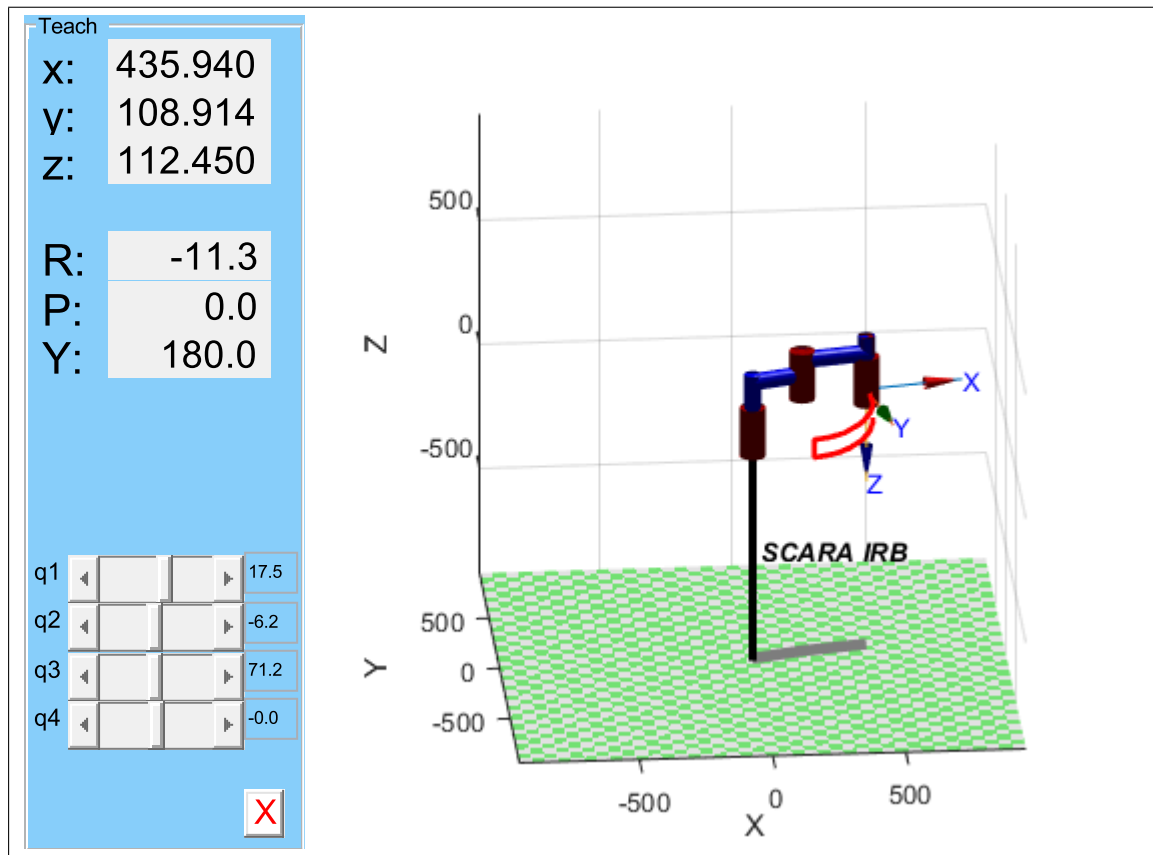 Teach
x: 435.940
y: 108.914
z: 112.450
R: -11.3
P: 0.0
Y: 180.0
q1 17.5
q2 -6.2
q3 71.2
q4 -0.0
X
500
0
-500
Z
X
Y
Z
SCARA IRB
500
0
-500
Y
-500
0
500
X